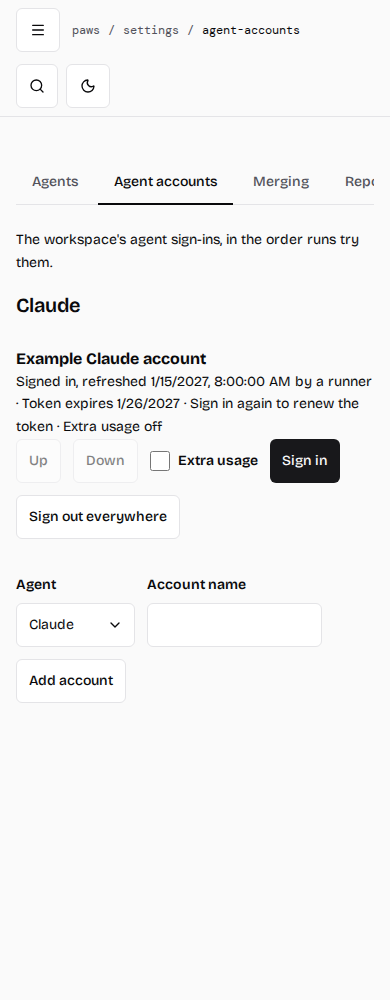 paws / settings / agent-accounts
Agents Agent accounts Merging Repo
The workspace's agent sign-ins, in the order runs try
them.
Claude
Example Claude account
Signed in, refreshed 1/15/2027, 8:00:00 AM by a runner
· Token expires 1/26/2027 · Sign in again to renew the
token · Extra usage off
Up Down Extra usage Sign in
Sign out everywhere
Agent Account name
Claude
Add account